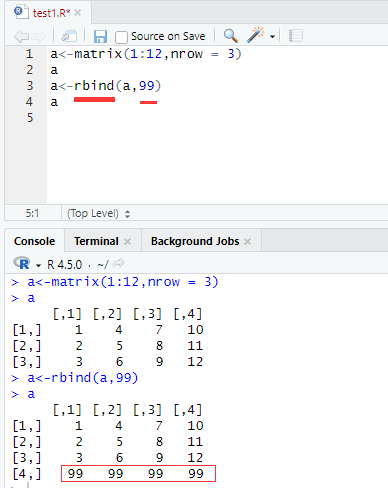 test1.R* ×
Source on Save
1 a<-matrix(1:12,nrow = 3)
2 a
3 a<-rbind(a,99)
4 a
5
5:1 (Top Level)
Console Terminal × Background Jobs ×
R R 4.5.0 · ~/
> a<-matrix(1:12,nrow = 3)
> a
[,1] [,2] [,3] [,4]
[1,] 1 4 7 10
[2,] 2 5 8 11
[3,] 3 6 9 12
> a<-rbind(a,99)
> a
[,1] [,2] [,3] [,4]
[1,] 1 4 7 10
[2,] 2 5 8 11
[3,] 3 6 9 12
[4,] 99 99 99 99